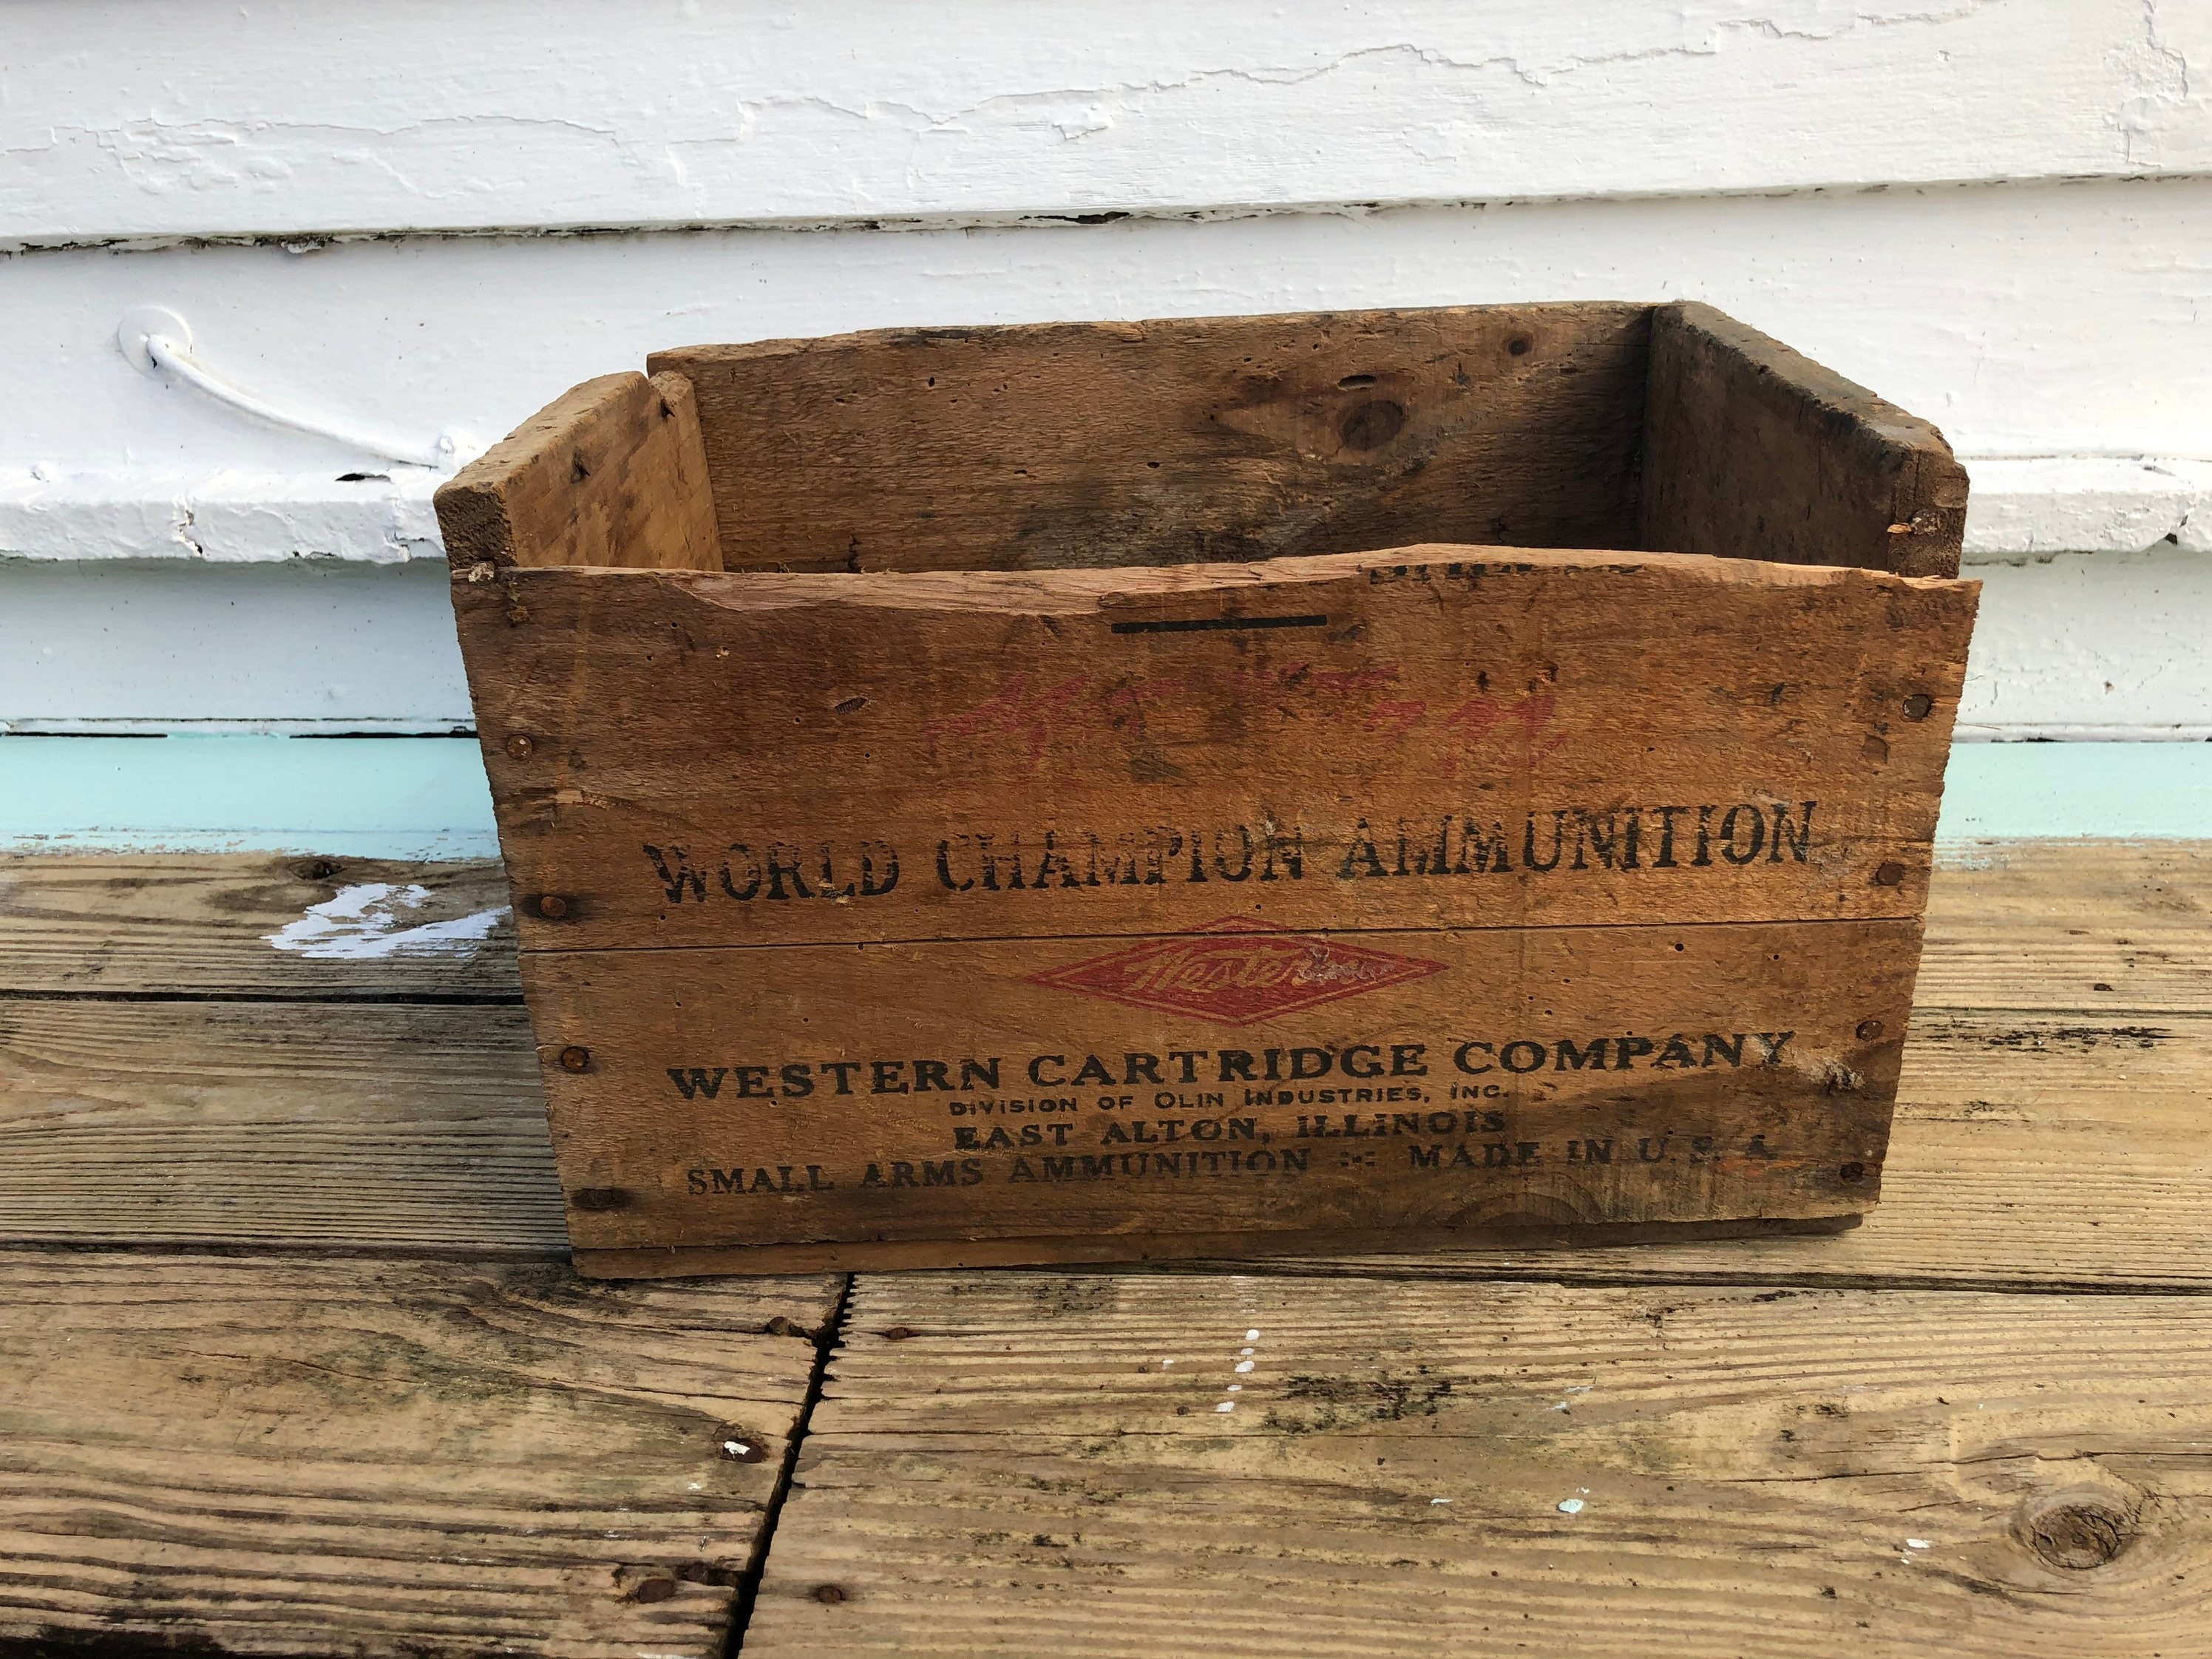 WORLD CHAMPION AMMUNITION
Western
WESTERN CARTRIDGE COMPANY
DIVISION OF OLIN INDUSTRIES, INC.
EAST ALTON, ILLINOIS
SMALL ARMS AMMUNITION :-: MADE IN U.S.A.